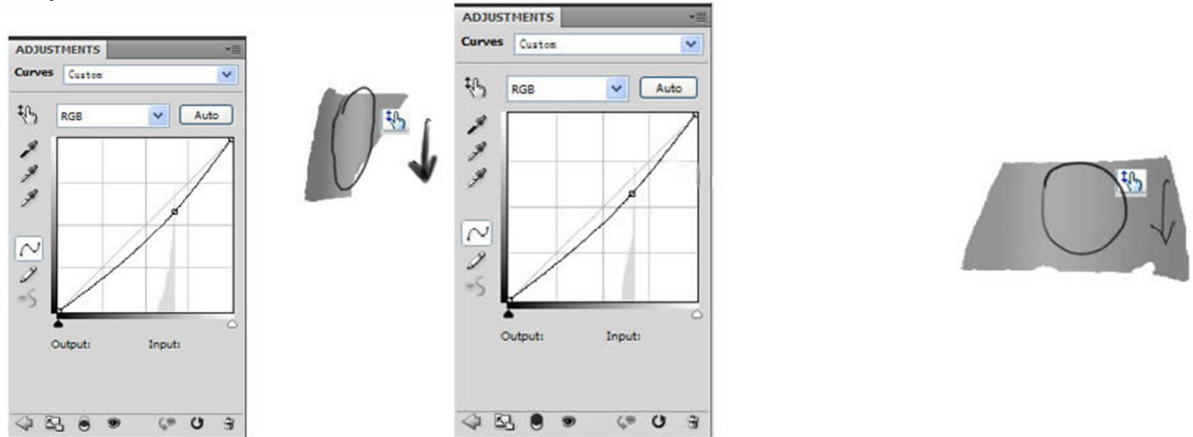 ADJUSTMENTS
Curves Custom
RGB Auto
Output: Input:
ADJUSTMENTS
Curves Custom
RGB Auto
Output: Input: